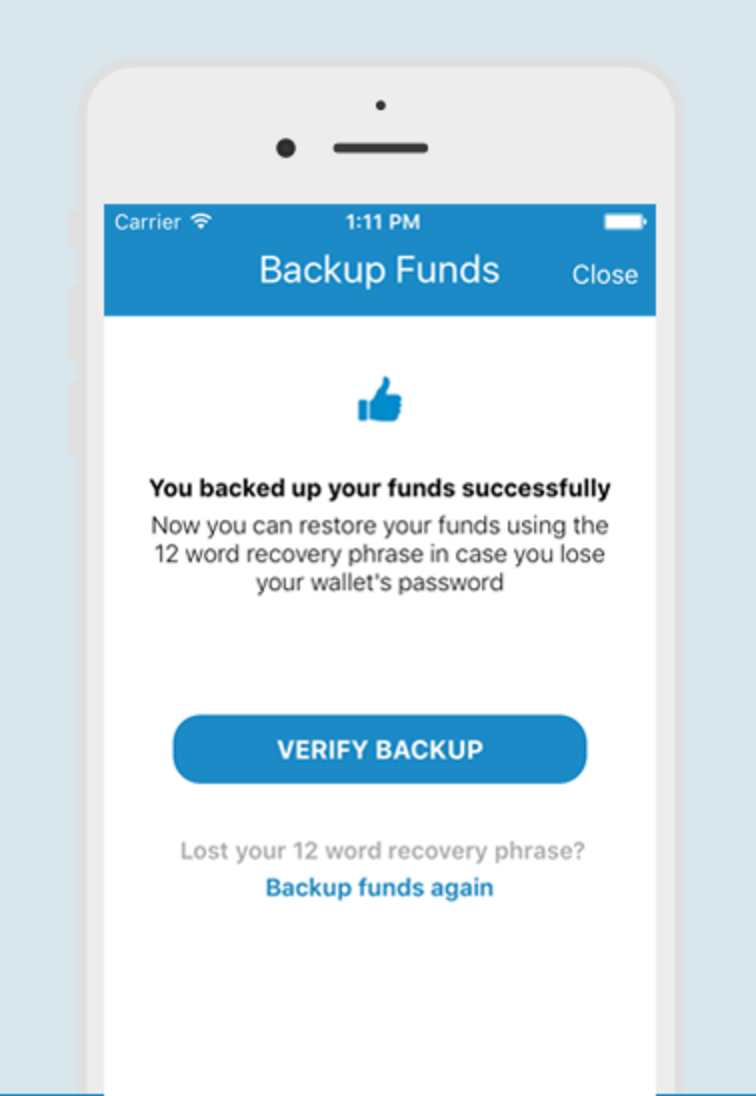 Carrier 1:11 PM
Backup Funds Close
You backed up your funds successfully
Now you can restore your funds using the
12 word recovery phrase in case you lose
your wallet's password
VERIFY BACKUP
Lost your 12 word recovery phrase?
Backup funds again